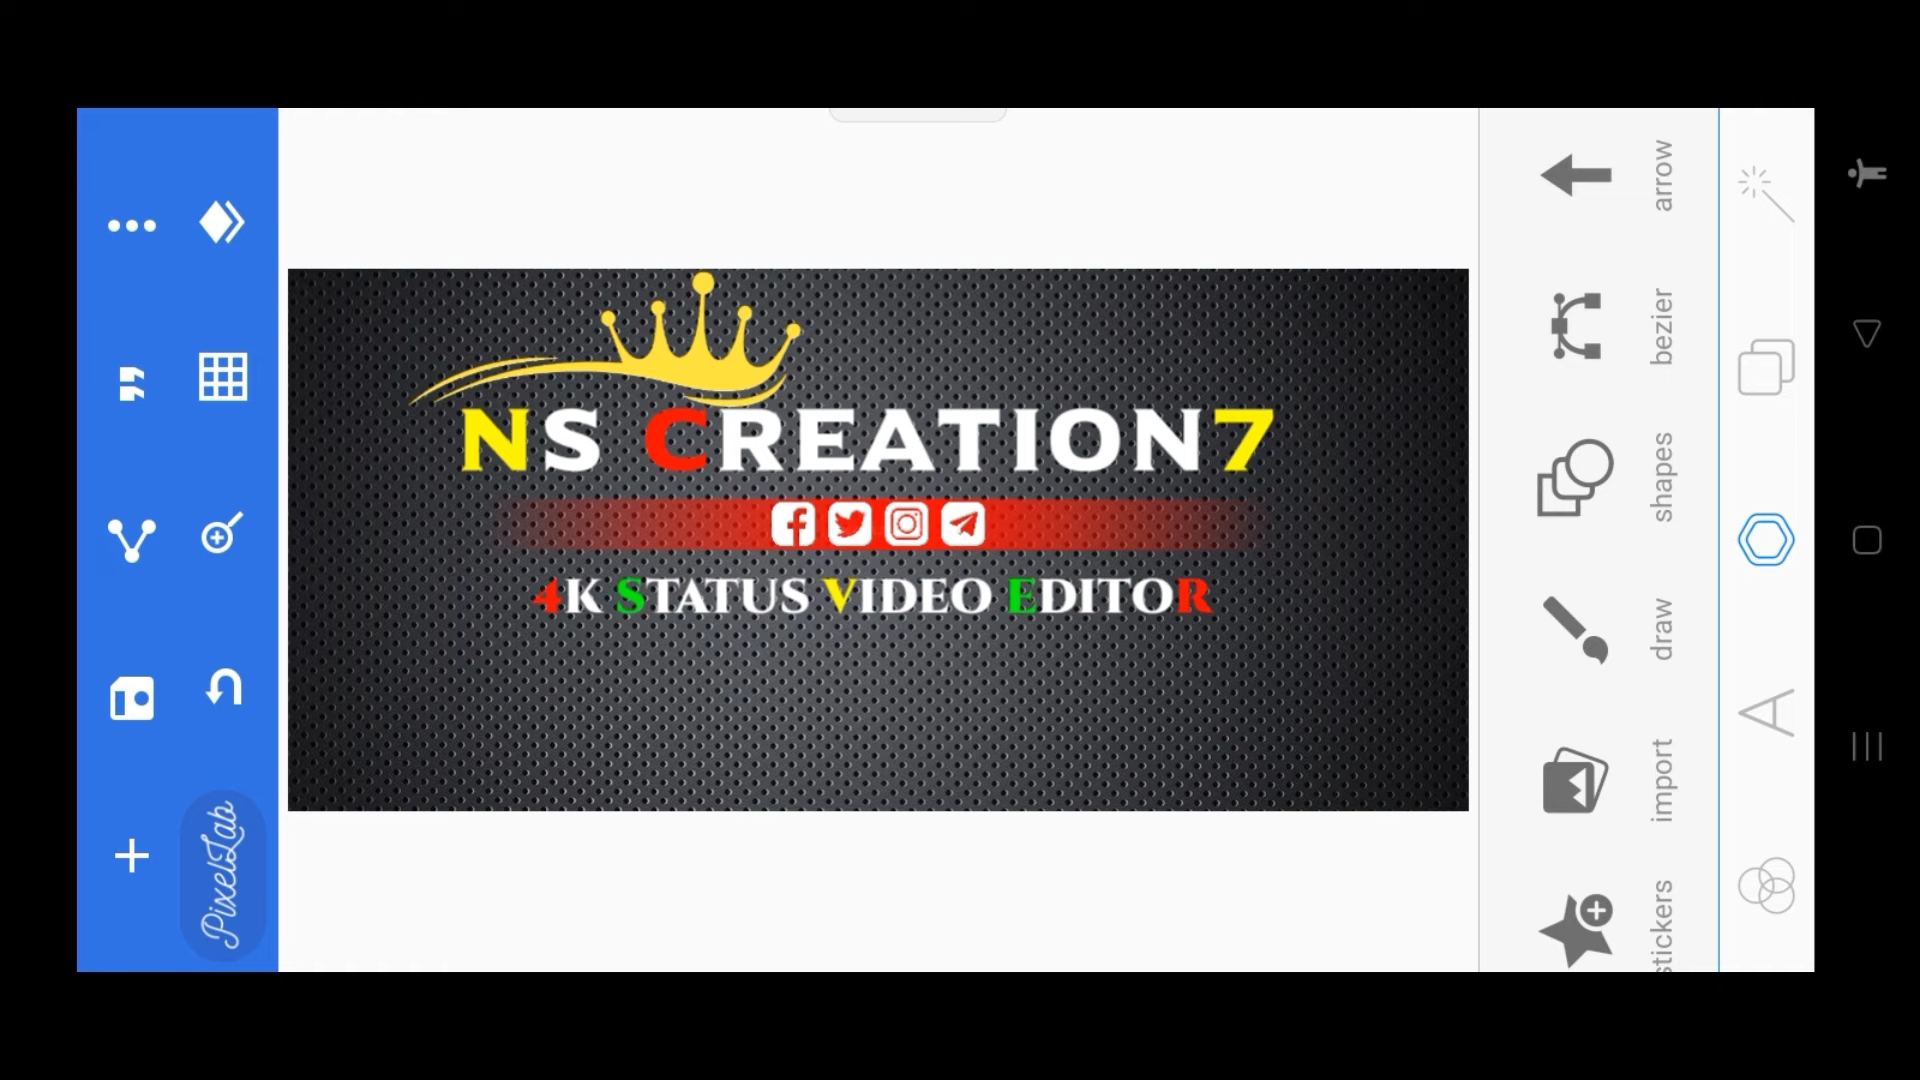 NS CREATION7
4K STATUS VIDEO EDITOR
PixelLab
arrow
bezier
shapes
draw
import
stickers